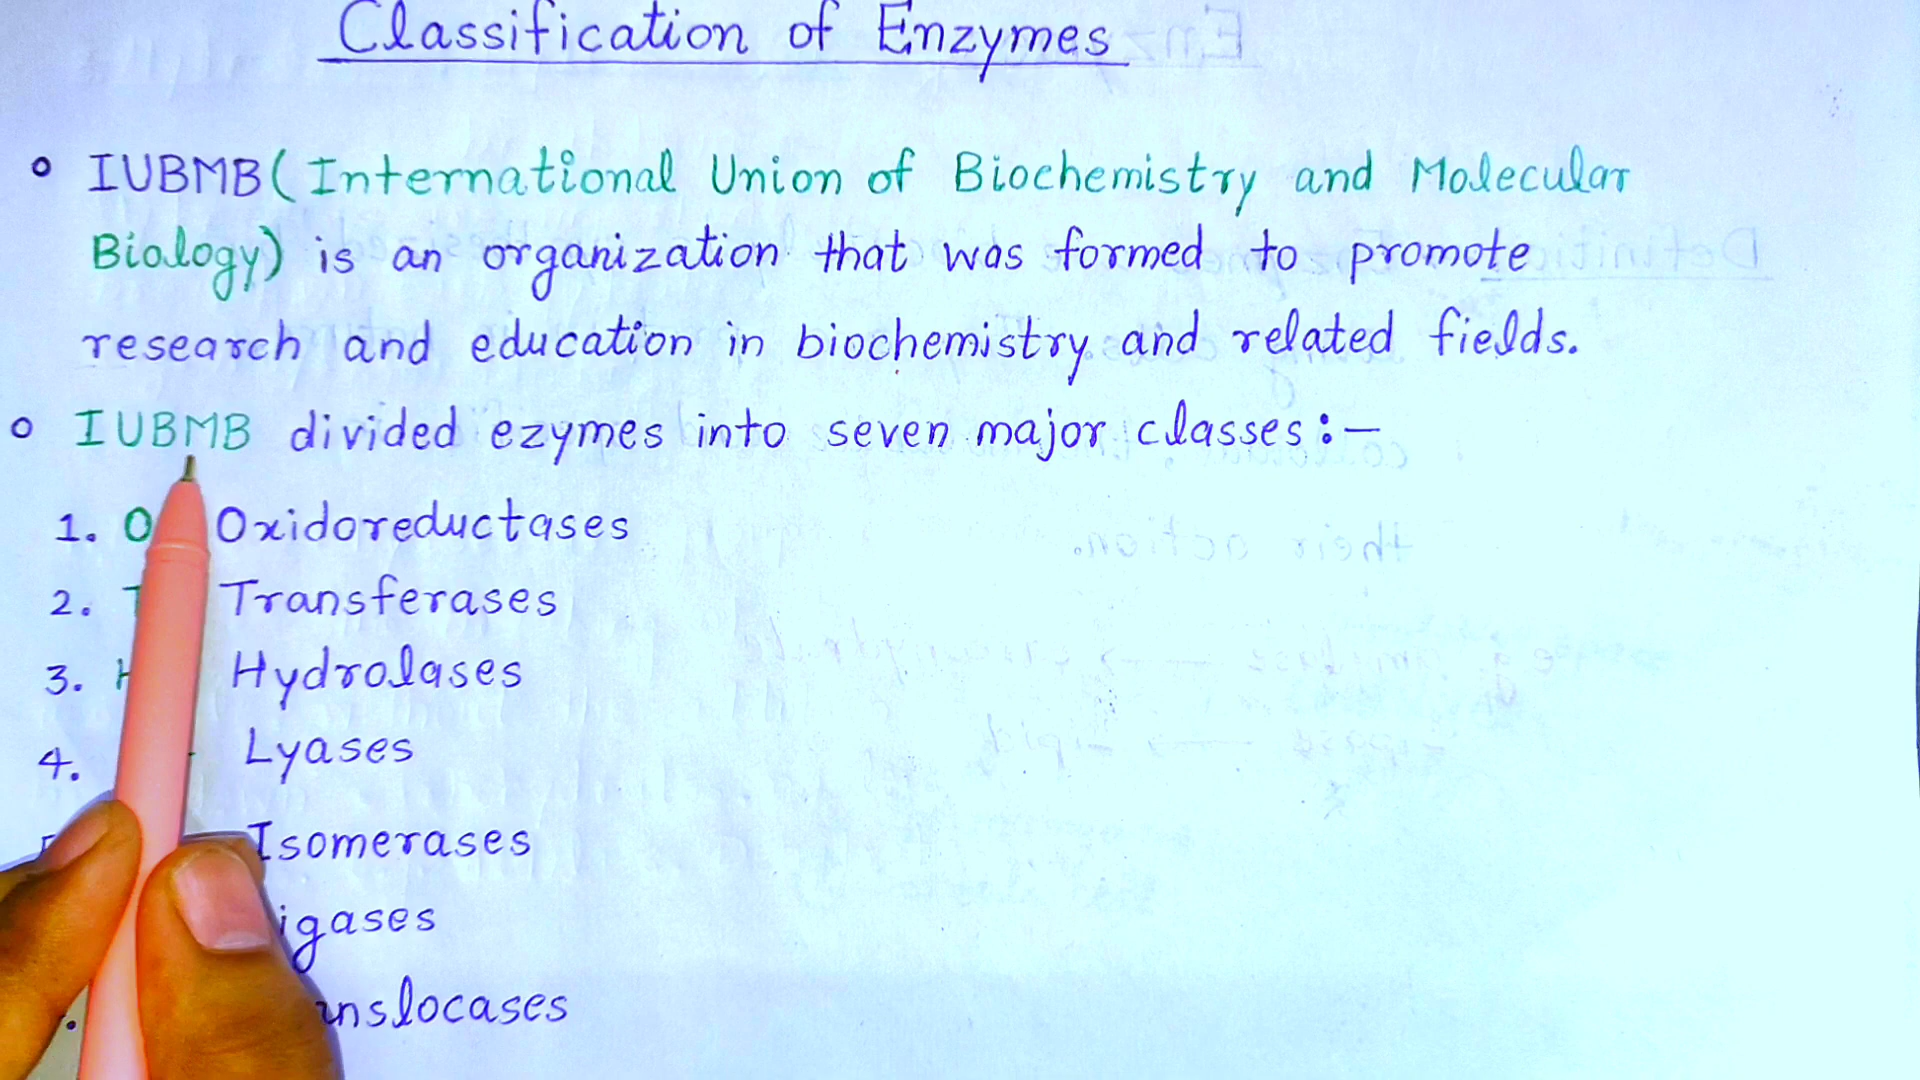 Classification of Enzymes
IUBMB (International Union of Biochemistry and Molecular
Biology) is an organization that was formed to promote
research and education in biochemistry and related fields.
IUBMB divided ezymes into seven major classes:-
1. O Oxidoreductases
2. T Transferases
3. H Hydrolases
4. - Lyases
Isomerases
igases
anslocases